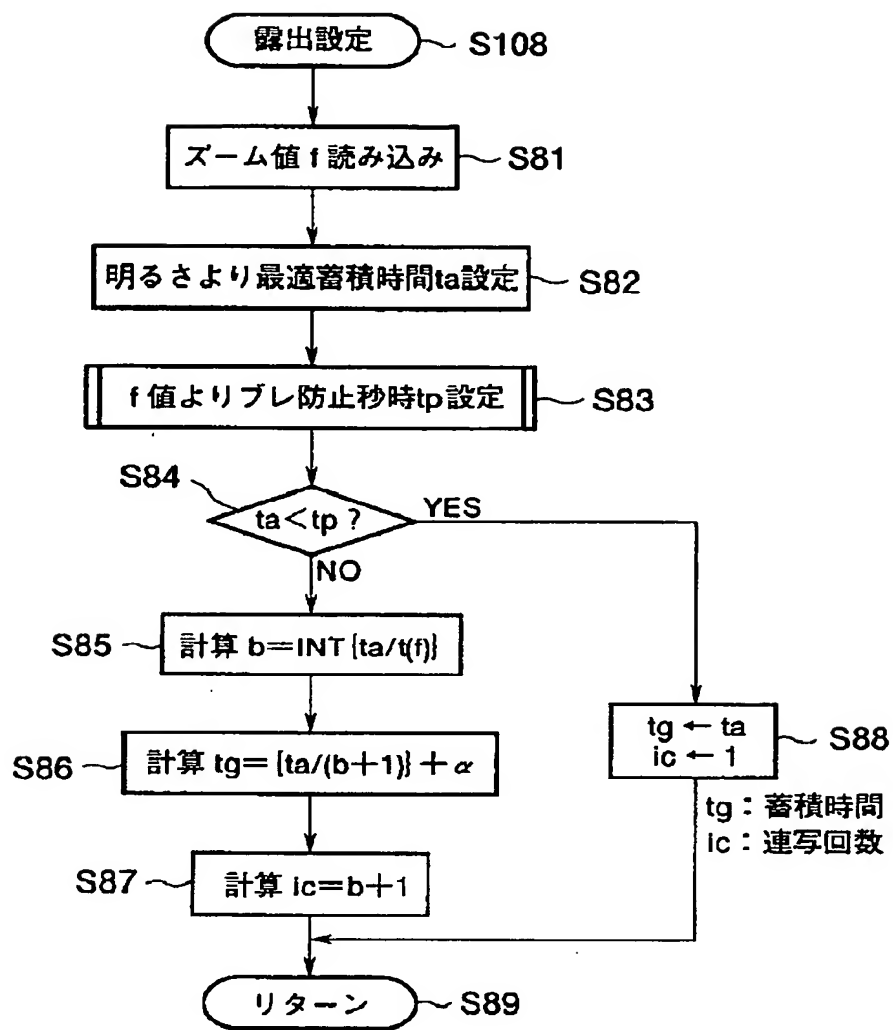 露出設定
S108
ズーム値 f 読み込み
S81
明るさより最適蓄積時間ta設定
S82
f 値よりブレ防止秒時tp設定
S83
S84
ta<tp ?
YES
NO
S85
計算 b=INT{ta/t(f)}
S86
計算 tg={ta/(b+1)}+α
S87
計算 ic=b+1
tg ← ta
ic ← 1
S88
tg：蓄積時間
ic：連写回数
リターン
S89